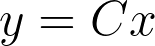 y = Cx